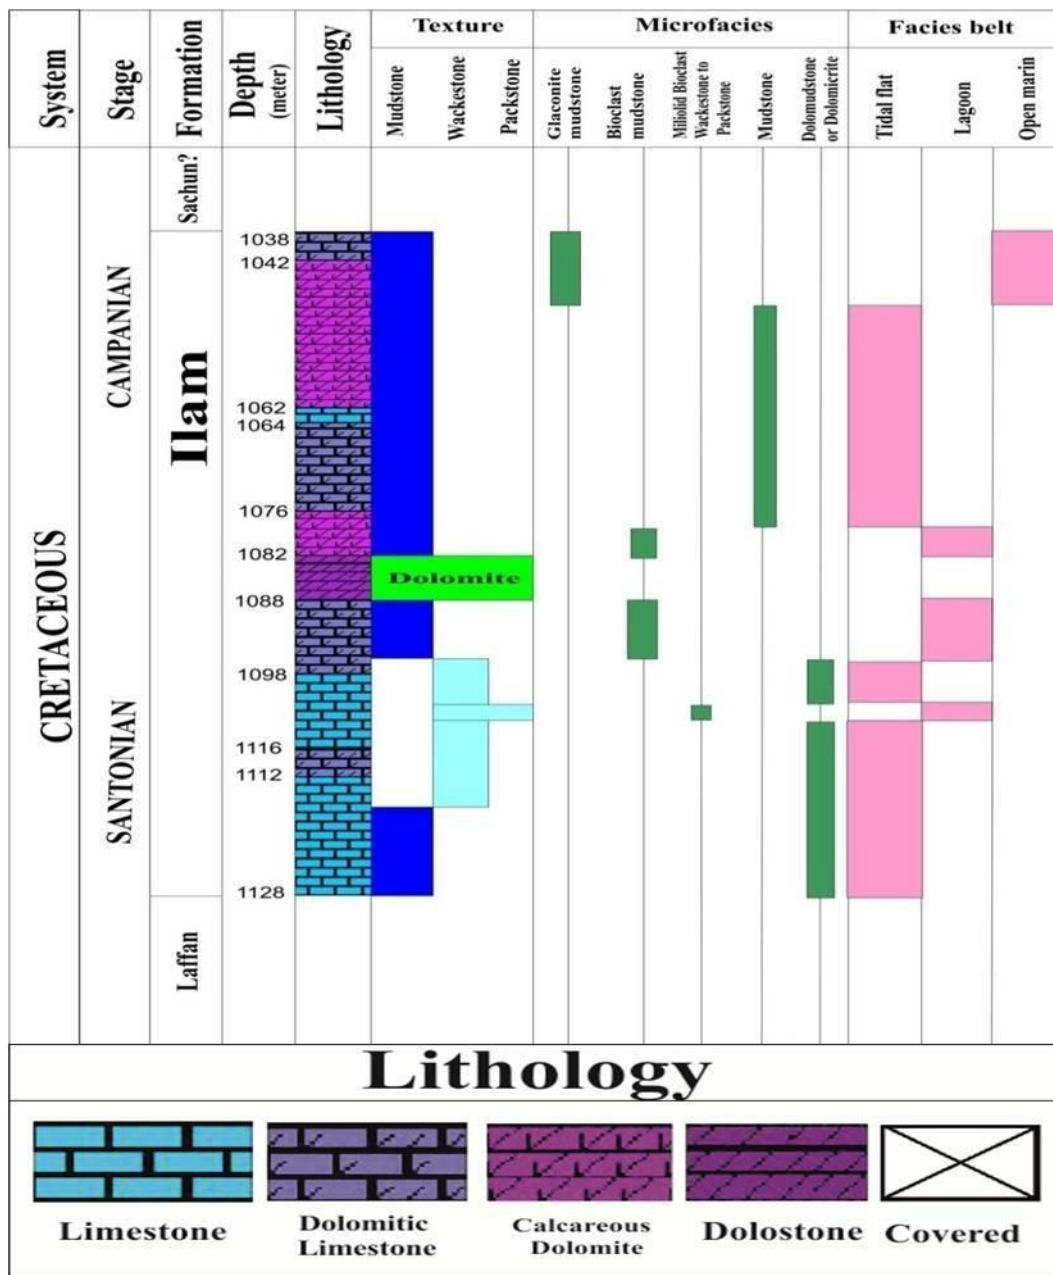 Texture
Microfacies
Facies belt
System
Stage
Formation
Depth
(meter)
Lithology
Mudstone
Wackestone
Packstone
Glaconite
mudstone
Bioclast
mudstone
Miliolid Bioclast
Wackestone to
Packstone
Mudstone
Dolomudstone
or Dolomicrite
Tidal flat
Lagoon
Open marin
CRETACEOUS
CAMPANIAN
SANTONIAN
Sachun?
Ilam
Laffan
1038
1042
1062
1064
1076
1082
1088
1098
1116
1112
1128
Dolomite
Lithology
Limestone
Dolomitic
Limestone
Calcareous
Dolomite
Dolostone
Covered